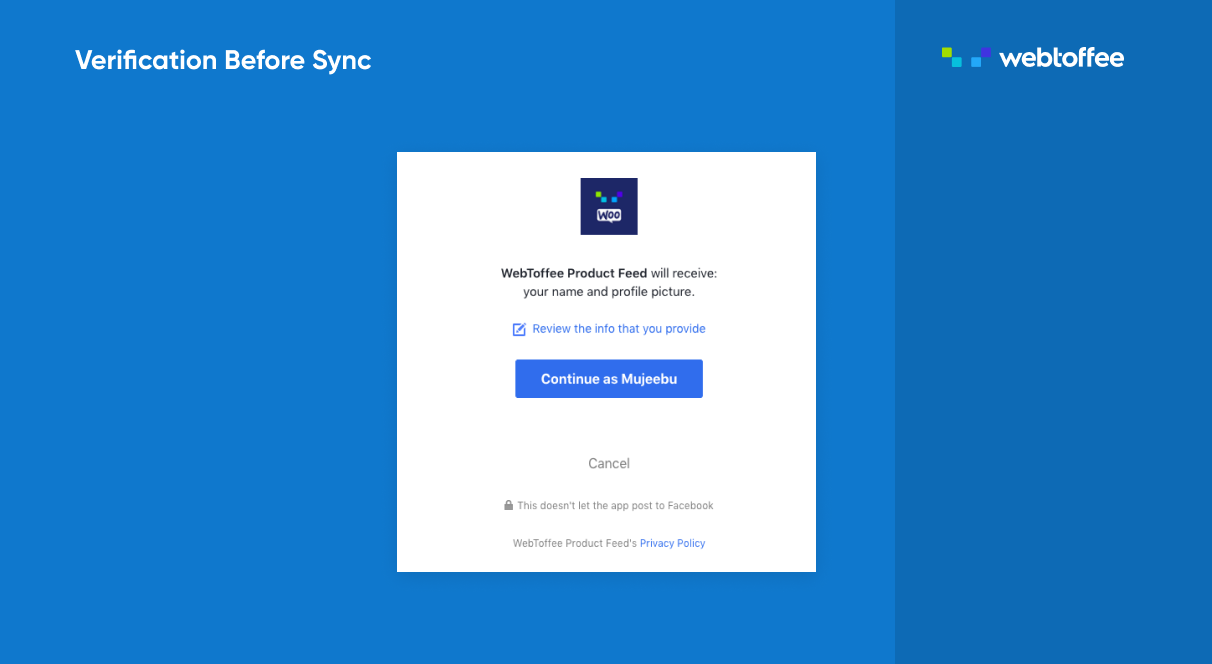 Verification Before Sync
webtoffee
Woo
WebToffee Product Feed will receive:
your name and profile picture.
Review the info that you provide
Continue as Mujeebu
Cancel
This doesn't let the app post to Facebook
WebToffee Product Feed's Privacy Policy